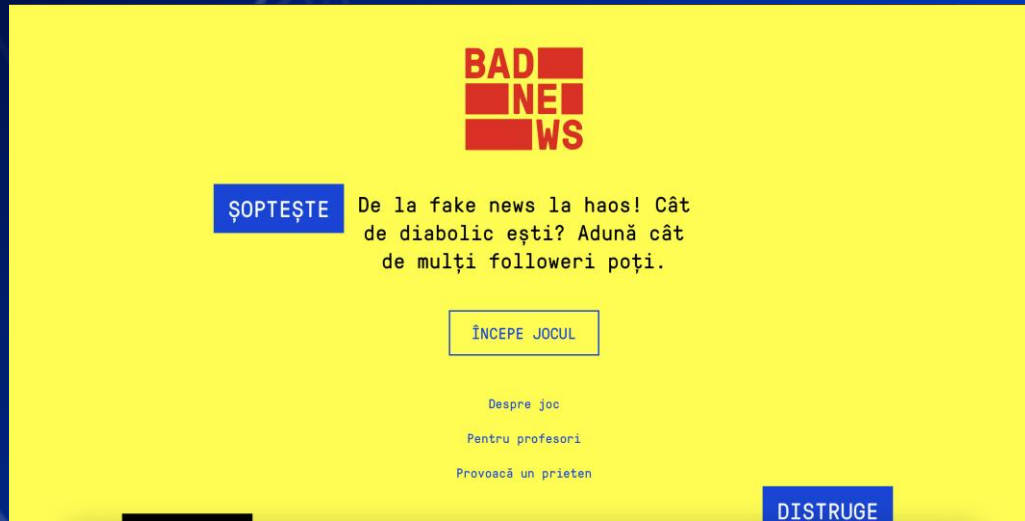 BAD
NE
WS
ȘOPTEȘTE
De la fake news la haos! Cât
de diabolic ești? Adună cât
de mulți followeri poți.
ÎNCEPE JOCUL
Despre joc
Pentru profesori
Provoacă un prieten
DISTRUGE